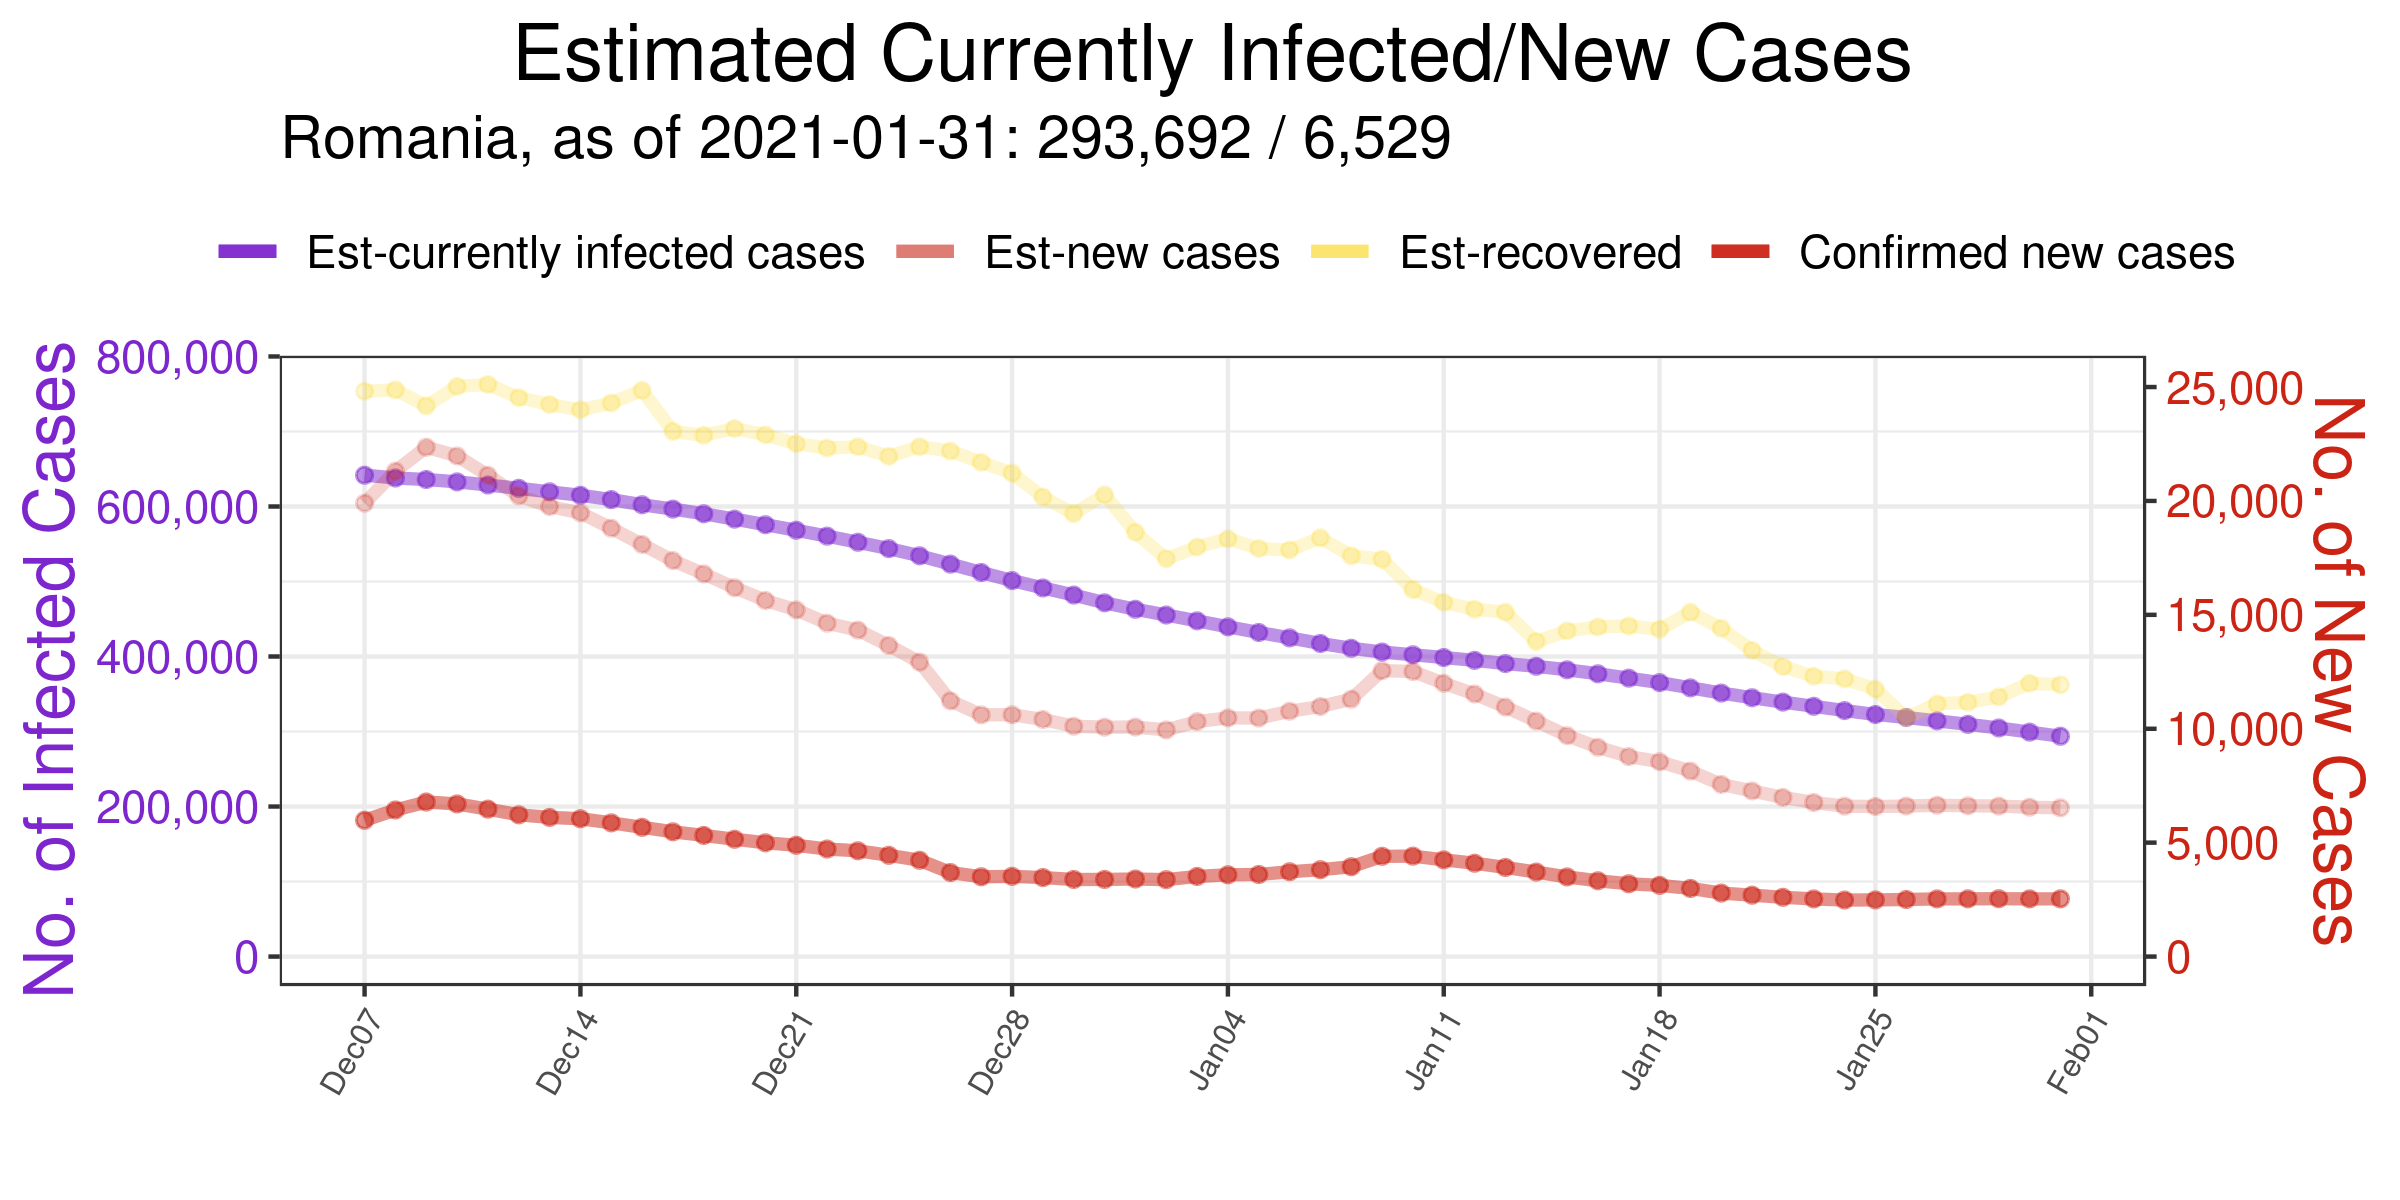 Estimated Currently Infected/New Cases
Romania, as of 2021-01-31: 293,692 / 6,529
Est-currently infected cases Est-new cases Est-recovered Confirmed new cases
No. of Infected Cases
800,000
600,000
400,000
200,000
0
25,000
20,000
15,000
10,000
5,000
0
No. of New Cases
Dec07 Dec14 Dec21 Dec28 Jan04 Jan11 Jan18 Jan25 Feb01